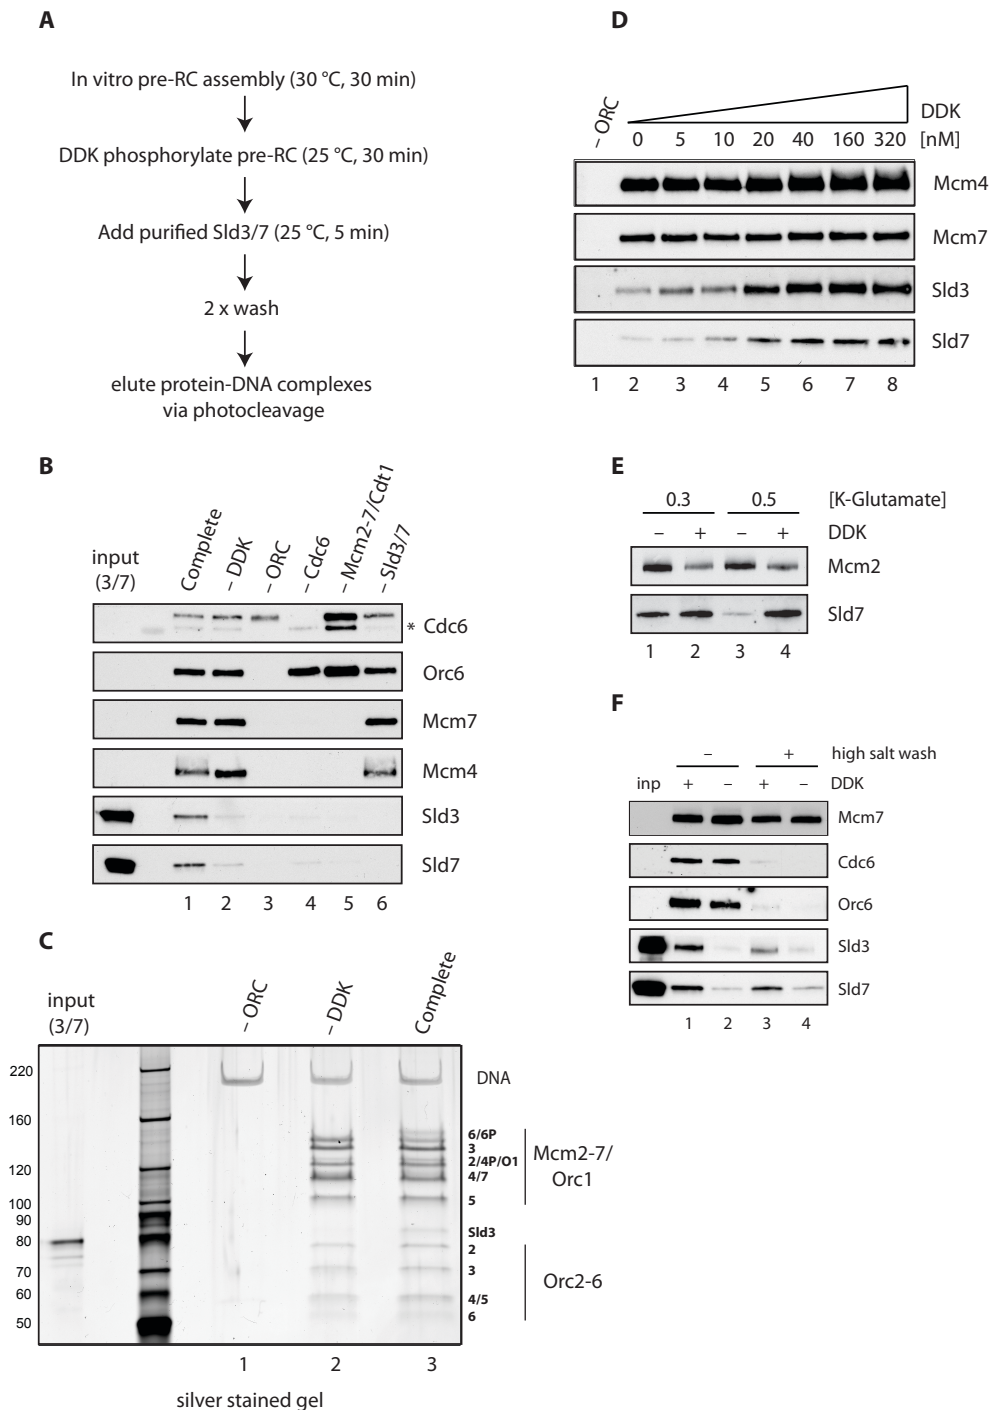 A
In vitro pre-RC assembly (30 °C, 30 min)
DDK phosphorylate pre-RC (25 °C, 30 min)
Add purified Sld3/7 (25 °C, 5 min)
2 x wash
elute protein-DNA complexes
via photocleavage
B
input
(3/7)
Complete
– DDK
– ORC
– Cdc6
– Mcm2-7/Cdt1
– Sld3/7
* Cdc6
Orc6
Mcm7
Mcm4
Sld3
Sld7
1 2 3 4 5 6
C
input
(3/7)
– ORC
– DDK
Complete
220
160
120
100
90
80
70
60
50
DNA
6/6P
3
2/4P/O1
4/7
5
Sld3
2
3
4/5
6
Mcm2-7/
Orc1
Orc2-6
1 2 3
silver stained gel
D
– ORC
DDK
0 5 10 20 40 160 320 [nM]
Mcm4
Mcm7
Sld3
Sld7
1 2 3 4 5 6 7 8
E
0.3 0.5 [K-Glutamate]
– + – + DDK
Mcm2
Sld7
1 2 3 4
F
– + high salt wash
inp + – + – DDK
Mcm7
Cdc6
Orc6
Sld3
Sld7
1 2 3 4